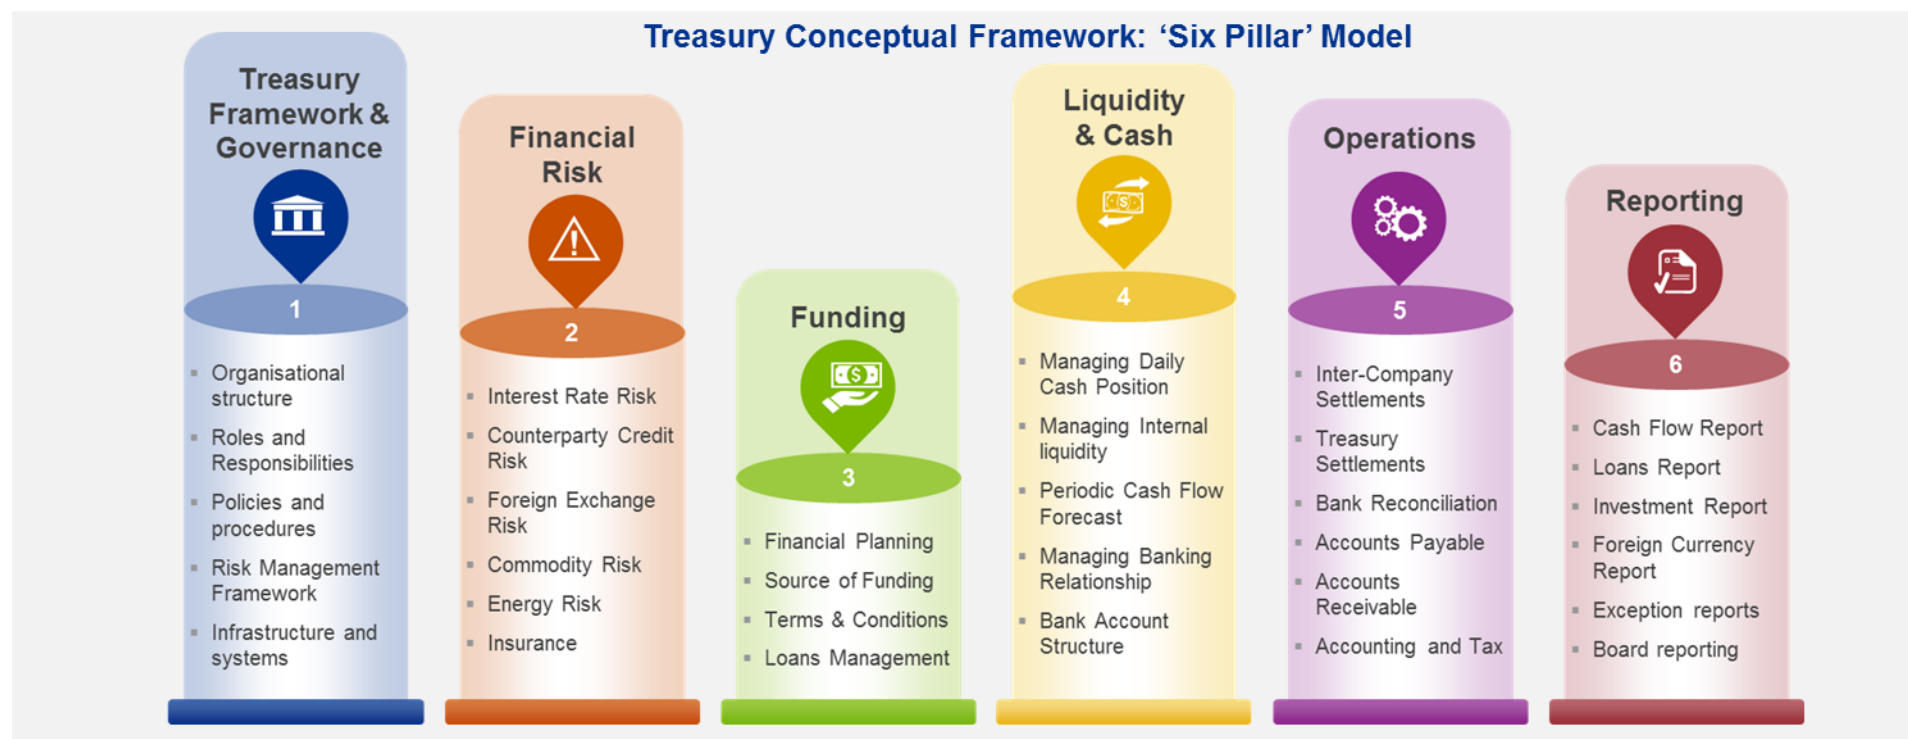 Treasury Conceptual Framework: ‘Six Pillar’ Model
Treasury
Framework &
Governance
1
Organisational
structure
Roles and
Responsibilities
Policies and
procedures
Risk Management
Framework
Infrastructure and
systems
Financial
Risk
2
Interest Rate Risk
Counterparty Credit
Risk
Foreign Exchange
Risk
Commodity Risk
Energy Risk
Insurance
Funding
$
3
Financial Planning
Source of Funding
Terms & Conditions
Loans Management
Liquidity
& Cash
$
4
Managing Daily
Cash Position
Managing Internal
liquidity
Periodic Cash Flow
Forecast
Managing Banking
Relationship
Bank Account
Structure
Operations
5
Inter-Company
Settlements
Treasury
Settlements
Bank Reconciliation
Accounts Payable
Accounts
Receivable
Accounting and Tax
Reporting
6
Cash Flow Report
Loans Report
Investment Report
Foreign Currency
Report
Exception reports
Board reporting